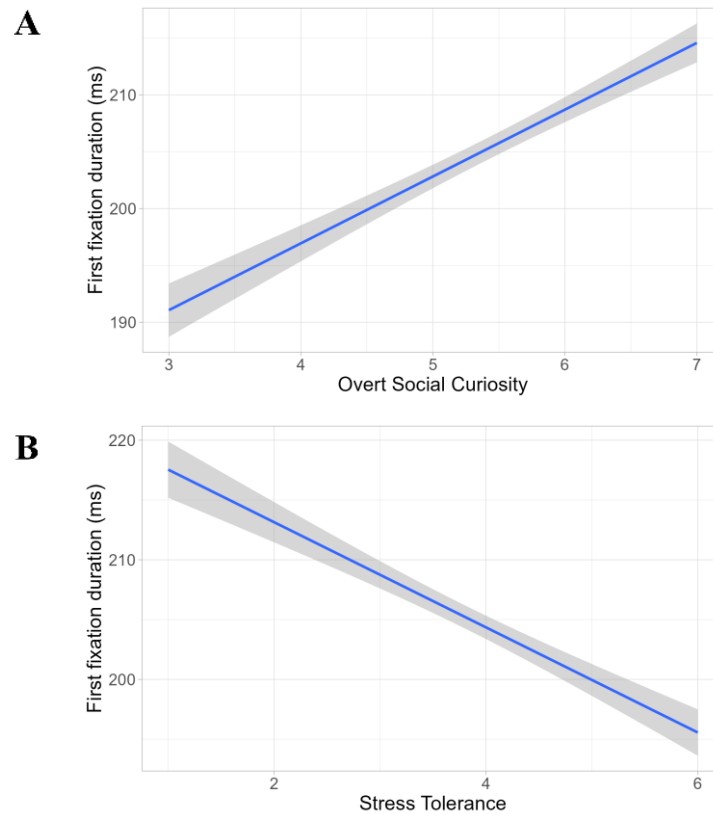 A
First fixation duration (ms)
210
200
190
3 4 5 6 7
Overt Social Curiosity
B
First fixation duration (ms)
220
210
200
2 4 6
Stress Tolerance